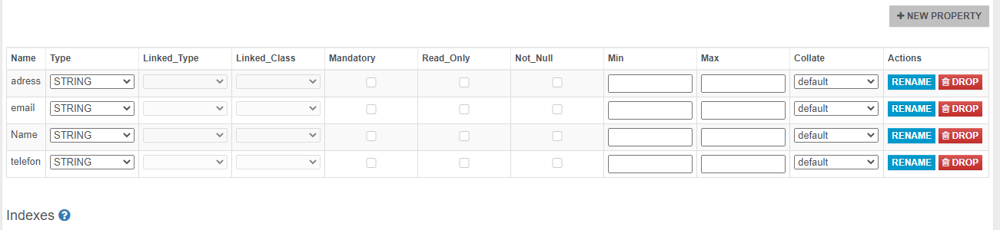 NEW PROPERTY
Name Type Linked_Type Linked_Class Mandatory Read_Only Not_Null Min Max Collate Actions
adress STRING default RENAME DROP
email STRING default RENAME DROP
Name STRING default RENAME DROP
telefon STRING default RENAME DROP
Indexes